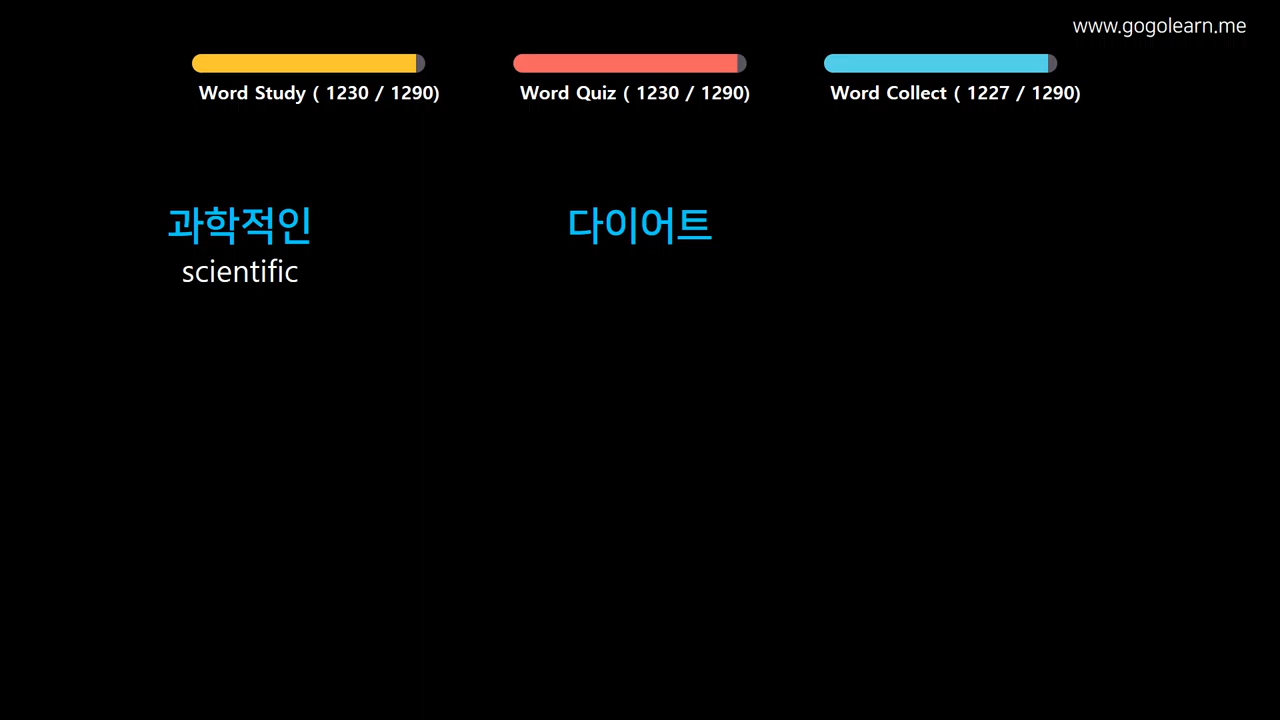 www.gogolearn.me
Word Study ( 1230 / 1290)
Word Quiz ( 1230 / 1290)
Word Collect ( 1227 / 1290)
과학적인
다이어트
scientific